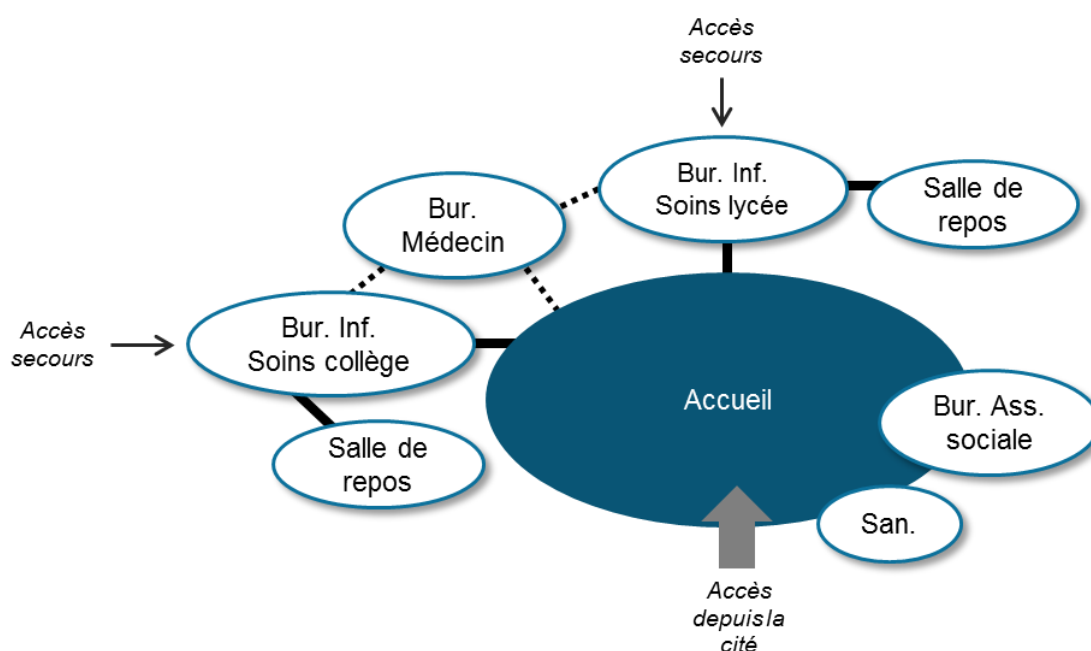 Accès
secours
Bur. Inf.
Soins lycée
Salle de
repos
Bur.
Médecin
Accès
secours
Bur. Inf.
Soins collège
Accueil
Bur. Ass.
sociale
Salle de
repos
San.
Accès
depuis la
cité